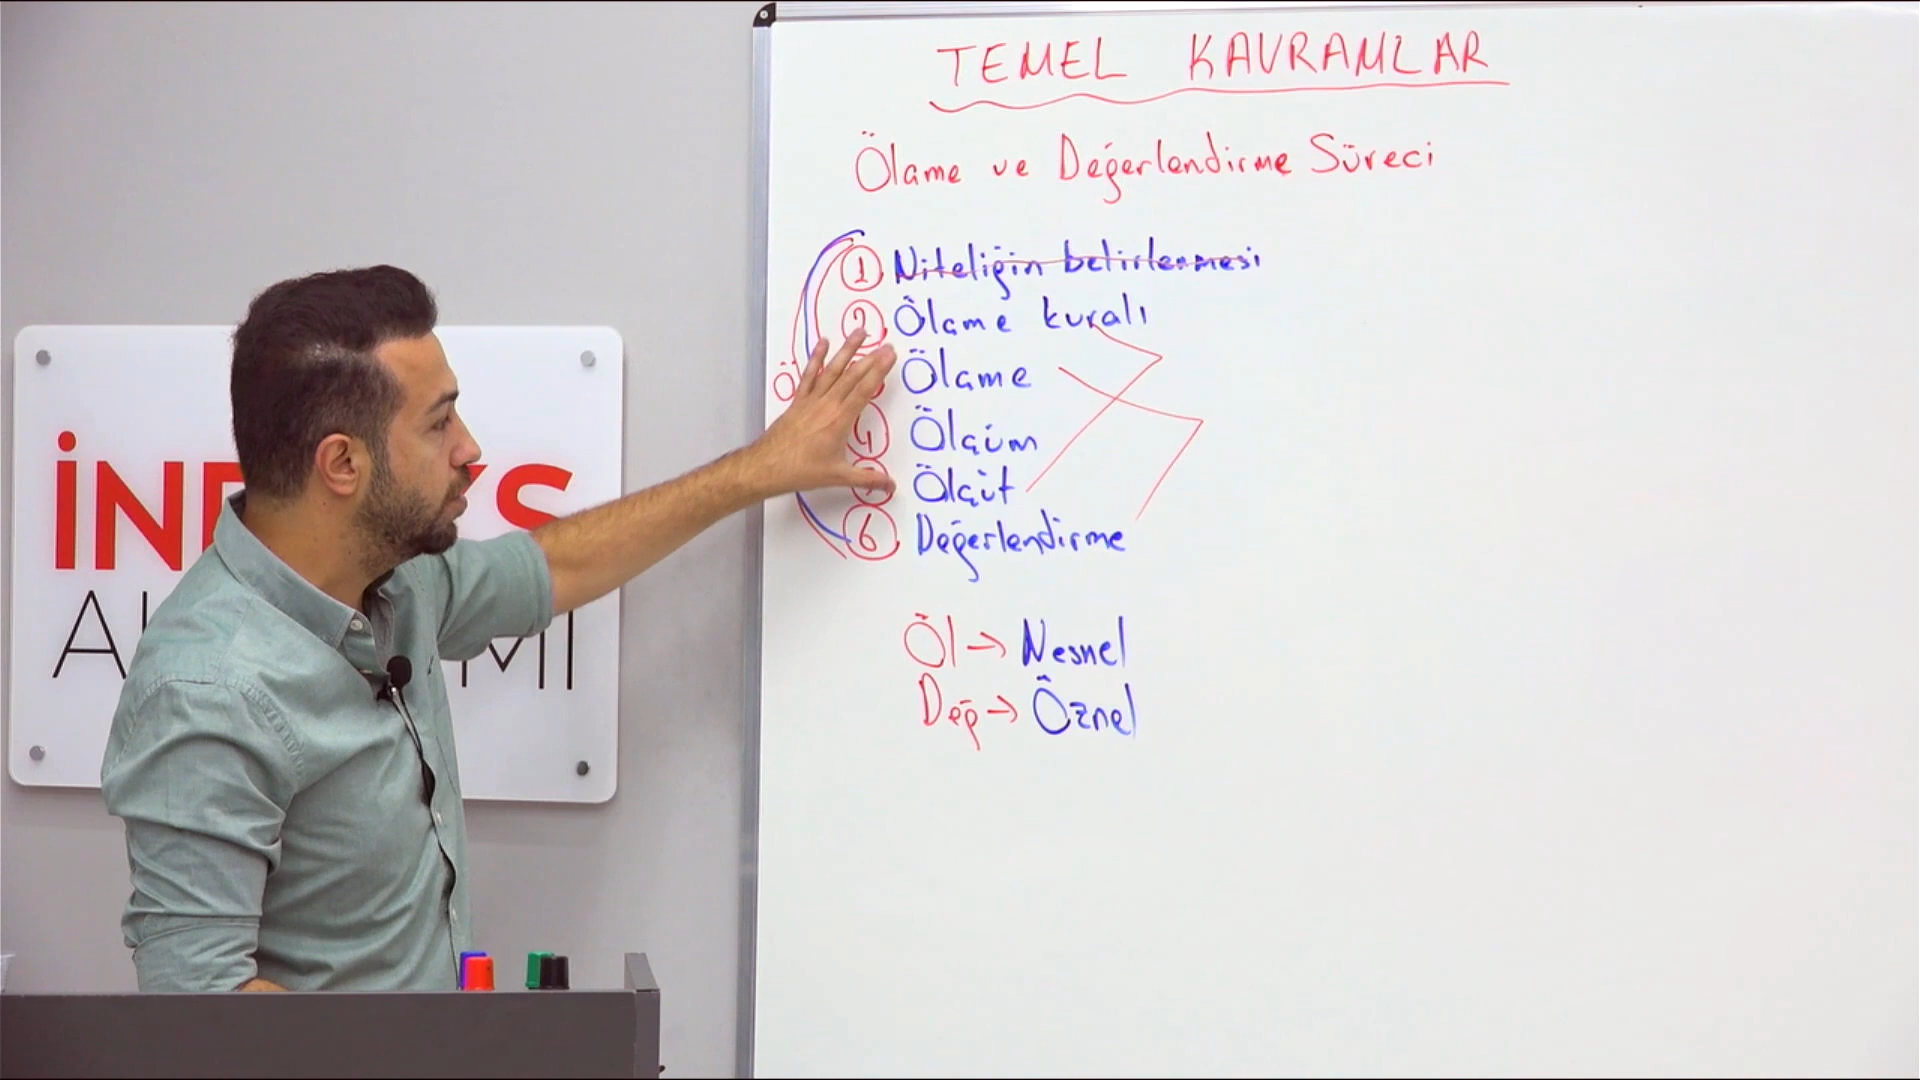 TEMEL KAVRAMLAR
Ölçme ve Değerlendirme Süreci
1 Niteliğin belirlenmesi
2 Ölçme kuralı
Ölçme
4 Ölçüm
Ölçüt
6 Değerlendirme
Öl → Nesnel
Değ → Öznel